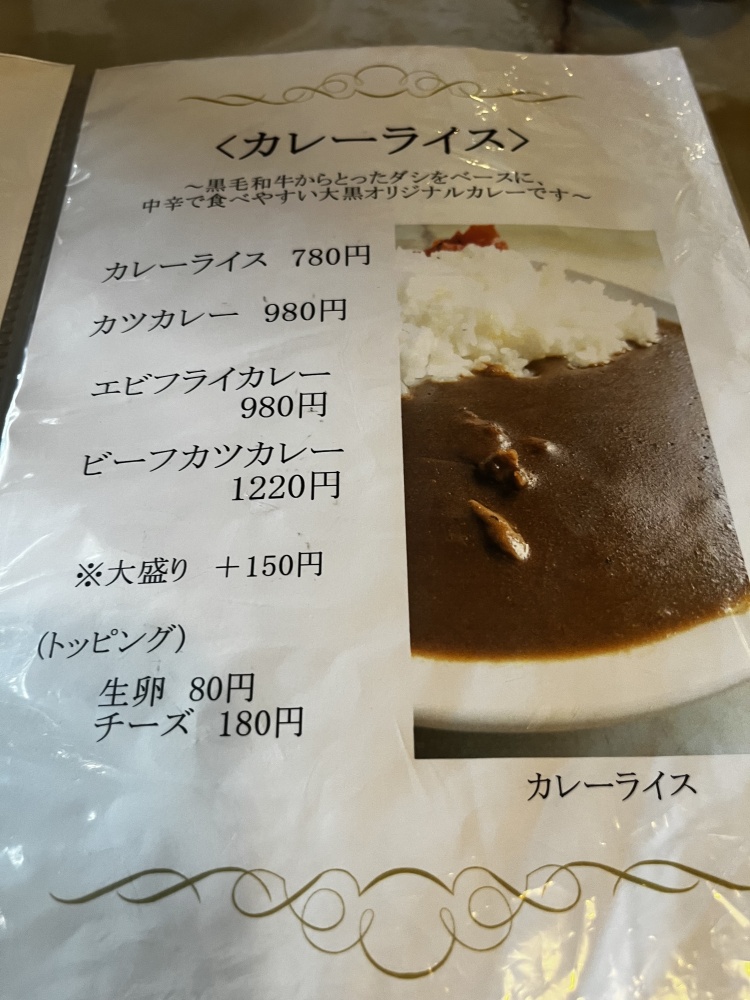 〈カレーライス〉
～黒毛和牛からとったダシをベースに、
中辛で食べやすい大黒オリジナルカレーです～
カレーライス 780円
カツカレー 980円
エビフライカレー
980円
ビーフカツカレー
1220円
※大盛り ＋150円
(トッピング)
生卵 80円
チーズ 180円
カレーライス